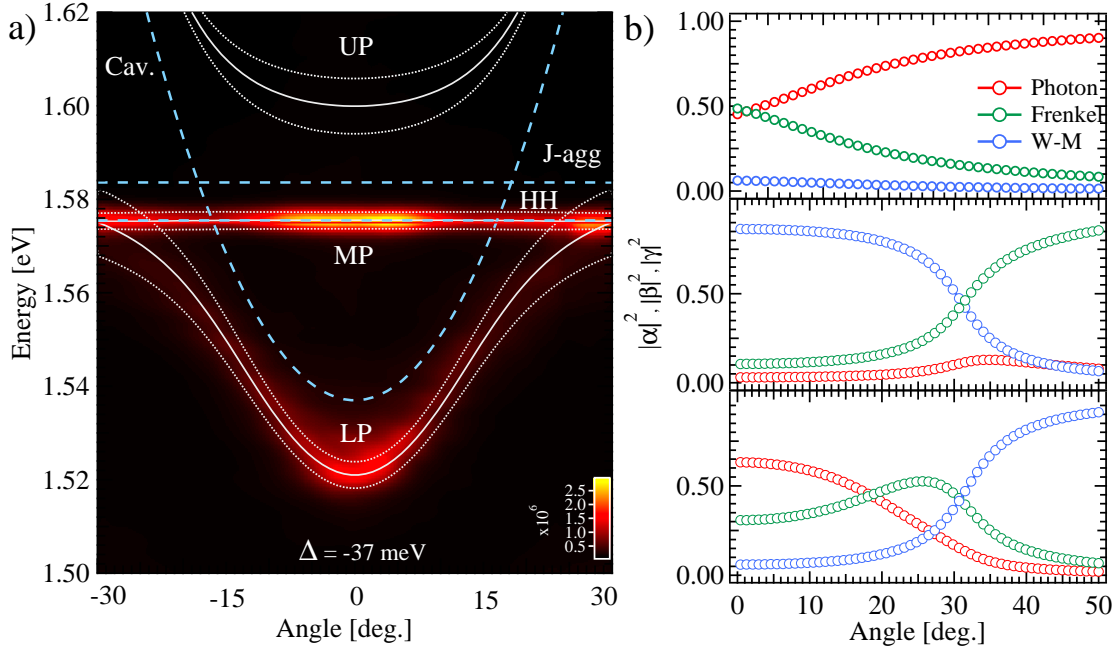 a)
1.62
1.60
1.58
1.56
1.54
1.52
1.50
Energy [eV]
UP
Cav.
J-agg
HH
MP
LP
Δ = -37 meV
x10⁶
2.5
2.0
1.5
1.0
0.5
-30
-15
0
15
30
Angle [deg.]
b)
1.00
0.50
0.00
Photon
Frenkel
W-M
0.50
0.00
0.50
0.00
|α|², |β|², |γ|²
0
10
20
30
40
50
Angle [deg.]